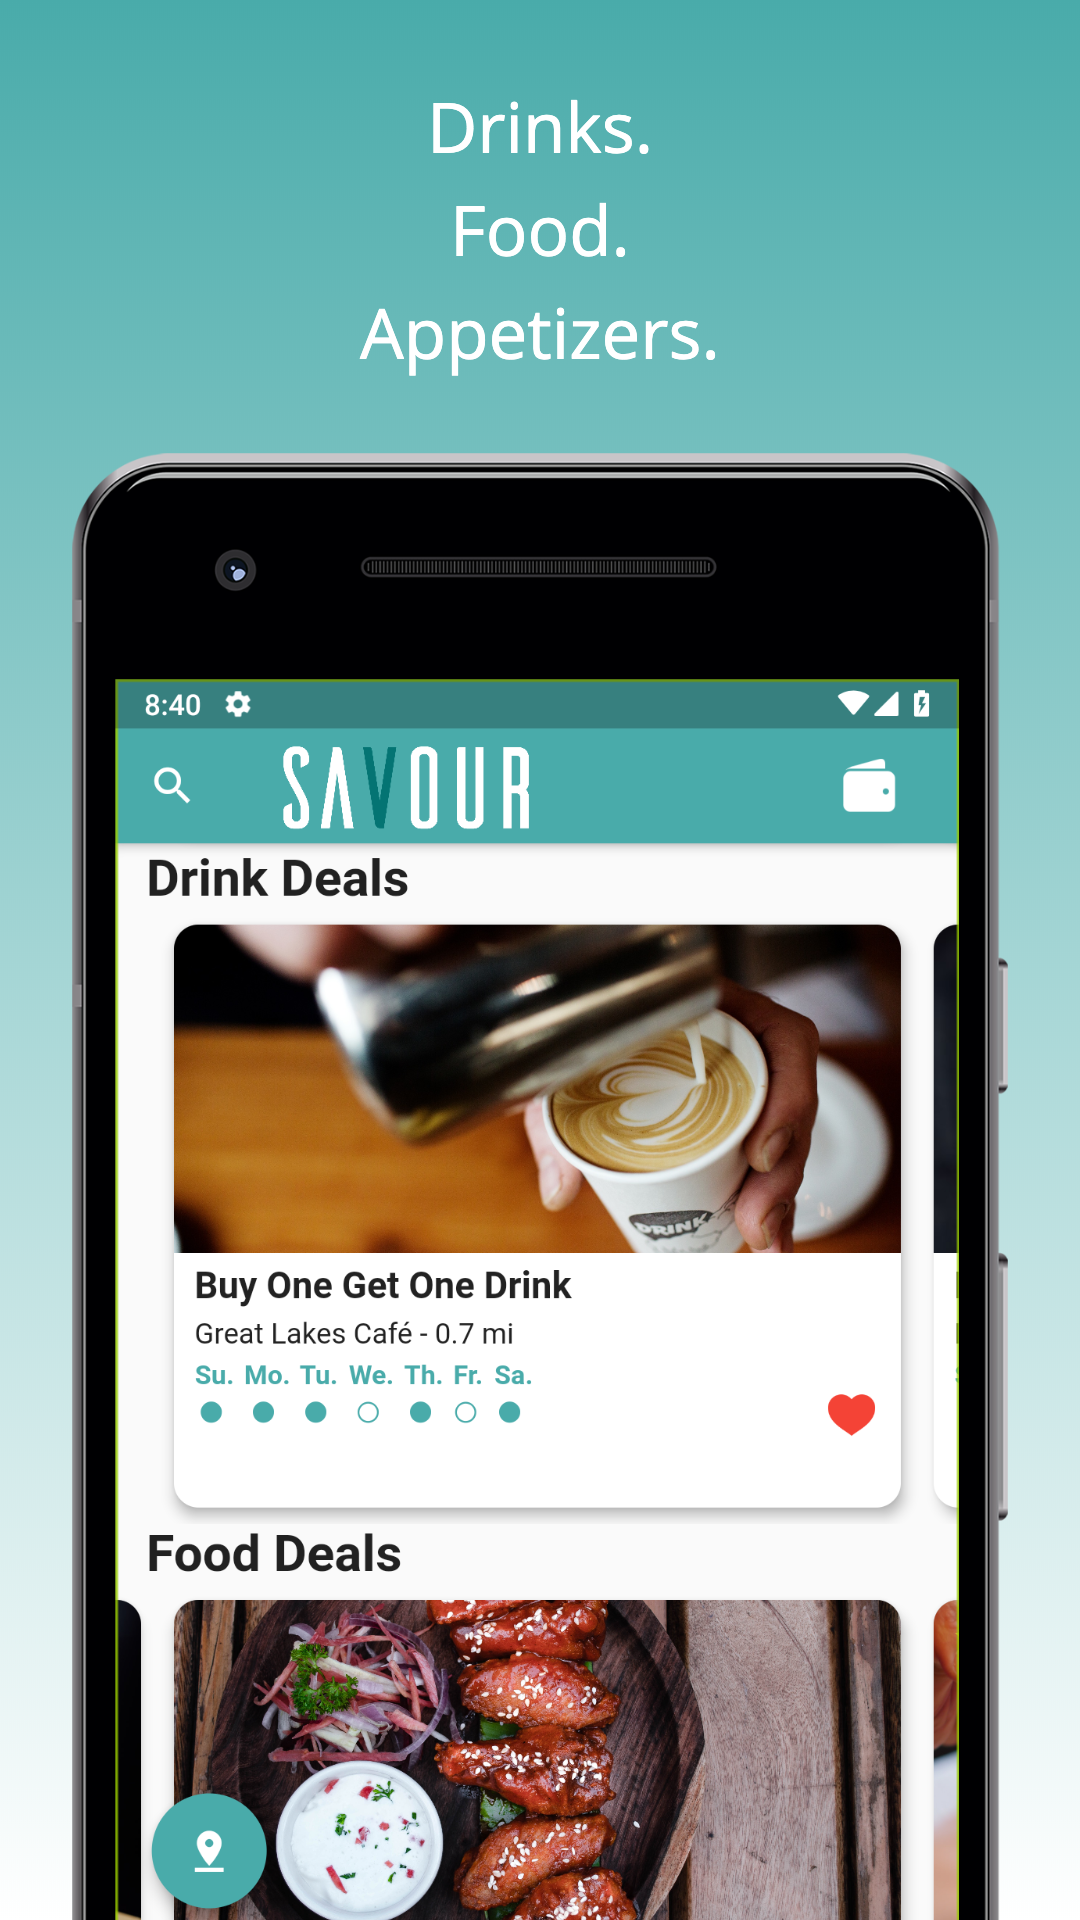 Drinks.
Food.
Appetizers.
8:40
SAVOUR
Drink Deals
DRINK
Buy One Get One Drink
Great Lakes Café - 0.7 mi
Su. Mo. Tu. We. Th. Fr. Sa.
Food Deals